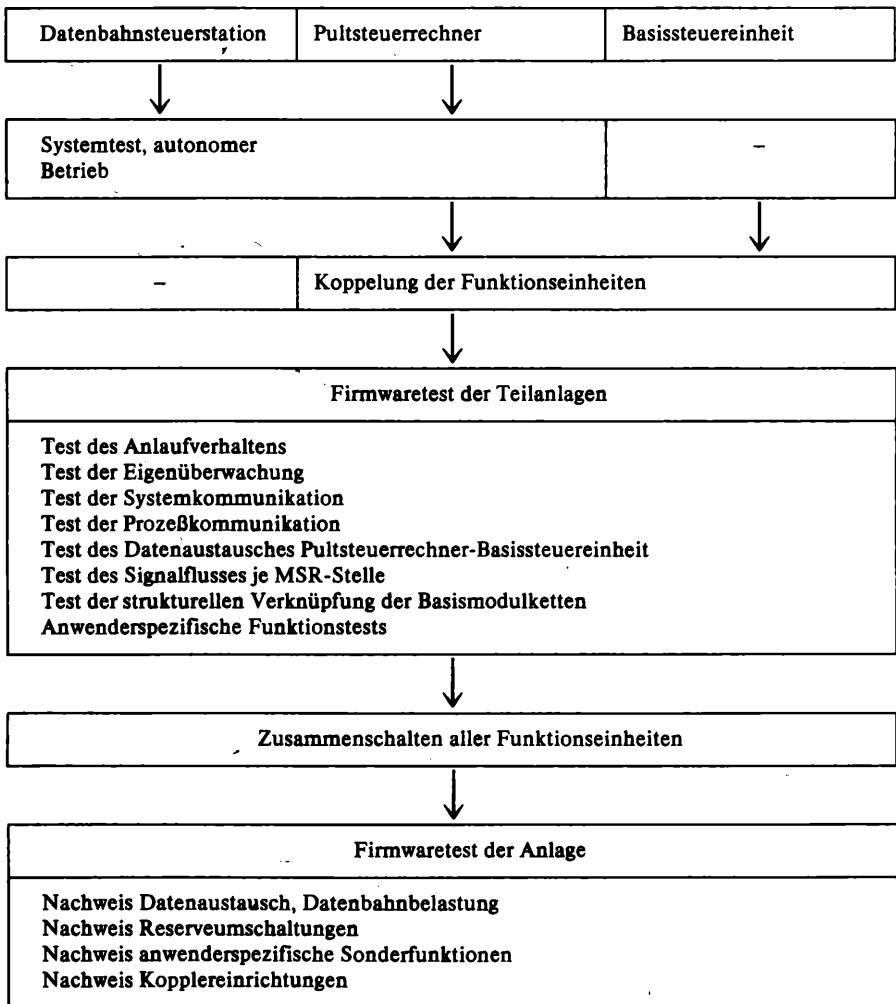 Datenbahnsteuerstation Pultsteuerrechner Basissteuereinheit
Systemtest, autonomer –
Betrieb
– Koppelung der Funktionseinheiten
Firmwaretest der Teilanlagen
Test des Anlaufverhaltens
Test der Eigenüberwachung
Test der Systemkommunikation
Test der Prozeßkommunikation
Test des Datenaustausches Pultsteuerrechner-Basissteuereinheit
Test des Signalflusses je MSR-Stelle
Test der strukturellen Verknüpfung der Basismodulketten
Anwenderspezifische Funktionstests
Zusammenschalten aller Funktionseinheiten
Firmwaretest der Anlage
Nachweis Datenaustausch, Datenbahnbelastung
Nachweis Reserveumschaltungen
Nachweis anwenderspezifische Sonderfunktionen
Nachweis Kopplereinrichtungen